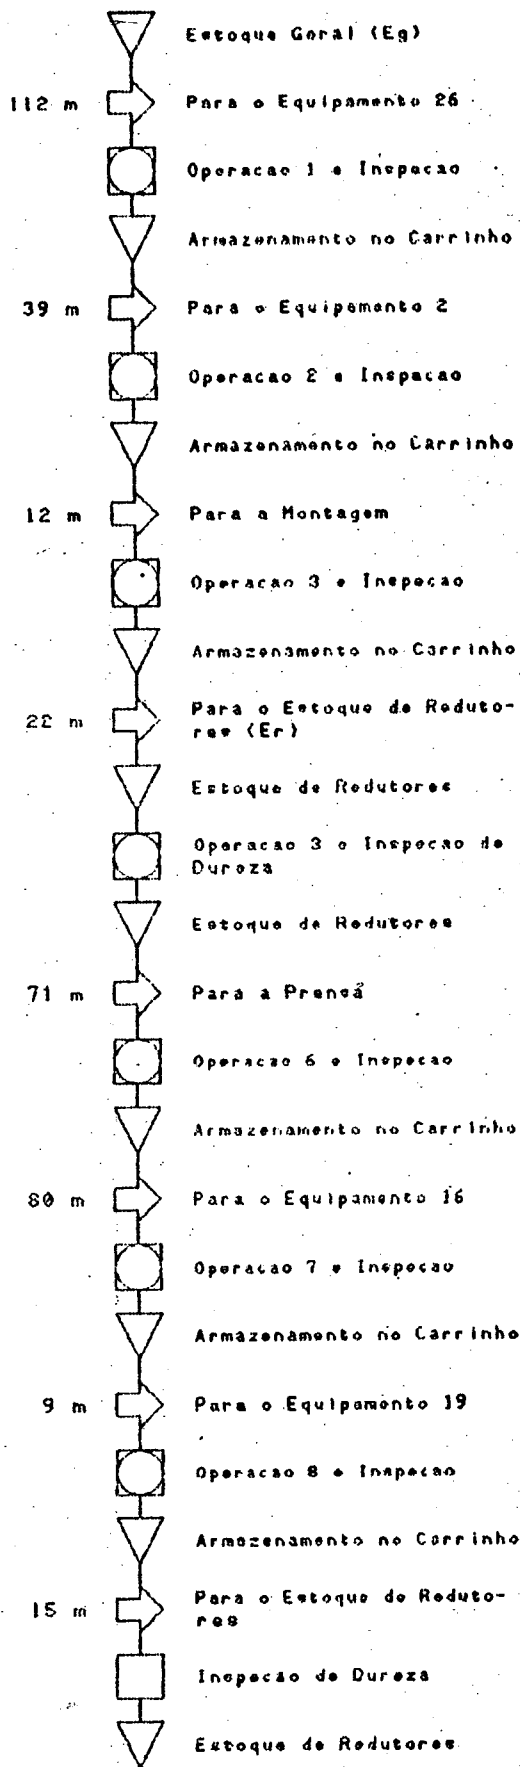 Estoque Geral (Eg)
112 m Para o Equipamento 26
Operacao 1 e Inspecao
Armazenamento no Carrinho
39 m Para o Equipamento 2
Operacao 2 e Inspecao
Armazenamento no Carrinho
12 m Para a Montagem
Operacao 3 e Inspecao
Armazenamento no Carrinho
22 m Para o Estoque de Reduto-
res (Er)
Estoque de Redutores
Operacao 3 e Inspecao de
Dureza
Estoque de Redutores
71 m Para a Prensa
Operacao 6 e Inspecao
Armazenamento no Carrinho
80 m Para o Equipamento 16
Operacao 7 e Inspecao
Armazenamento no Carrinho
9 m Para o Equipamento 19
Operacao 8 e Inspecao
Armazenamento no Carrinho
15 m Para o Estoque de Reduto-
res
Inspecao de Dureza
Estoque de Redutores